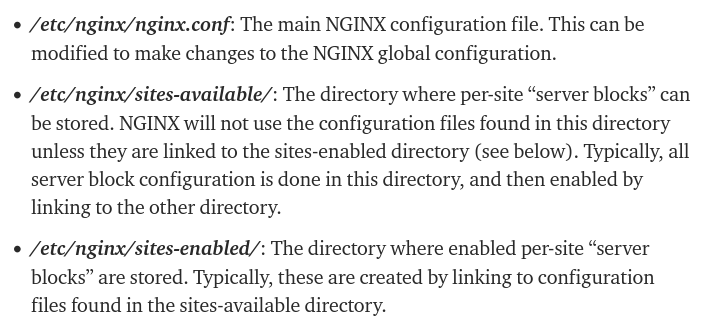 • /etc/nginx/nginx.conf: The main NGINX configuration file. This can be
modified to make changes to the NGINX global configuration.
• /etc/nginx/sites-available/: The directory where per-site “server blocks” can
be stored. NGINX will not use the configuration files found in this directory
unless they are linked to the sites-enabled directory (see below). Typically, all
server block configuration is done in this directory, and then enabled by
linking to the other directory.
• /etc/nginx/sites-enabled/: The directory where enabled per-site “server
blocks” are stored. Typically, these are created by linking to configuration
files found in the sites-available directory.